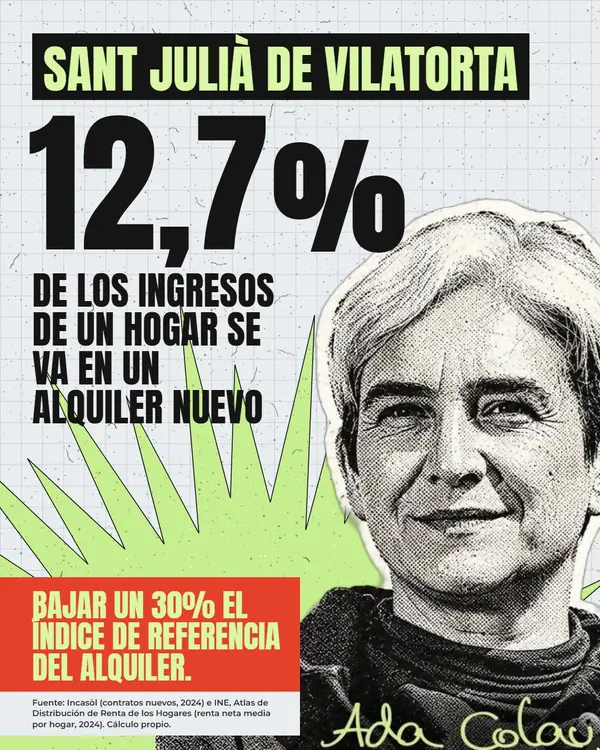 SANT JULIÀ DE VILATORTA
12,7%
DE LOS INGRESOS
DE UN HOGAR SE
VA EN UN
ALQUILER NUEVO
BAJAR UN 30% EL
ÍNDICE DE REFERENCIA
DEL ALQUILER.
Fuente: Incasòl (contratos nuevos, 2024) e INE, Atlas de
Distribución de Renta de los Hogares (renta neta media
por hogar, 2024). Cálculo propio.
Ada Colau